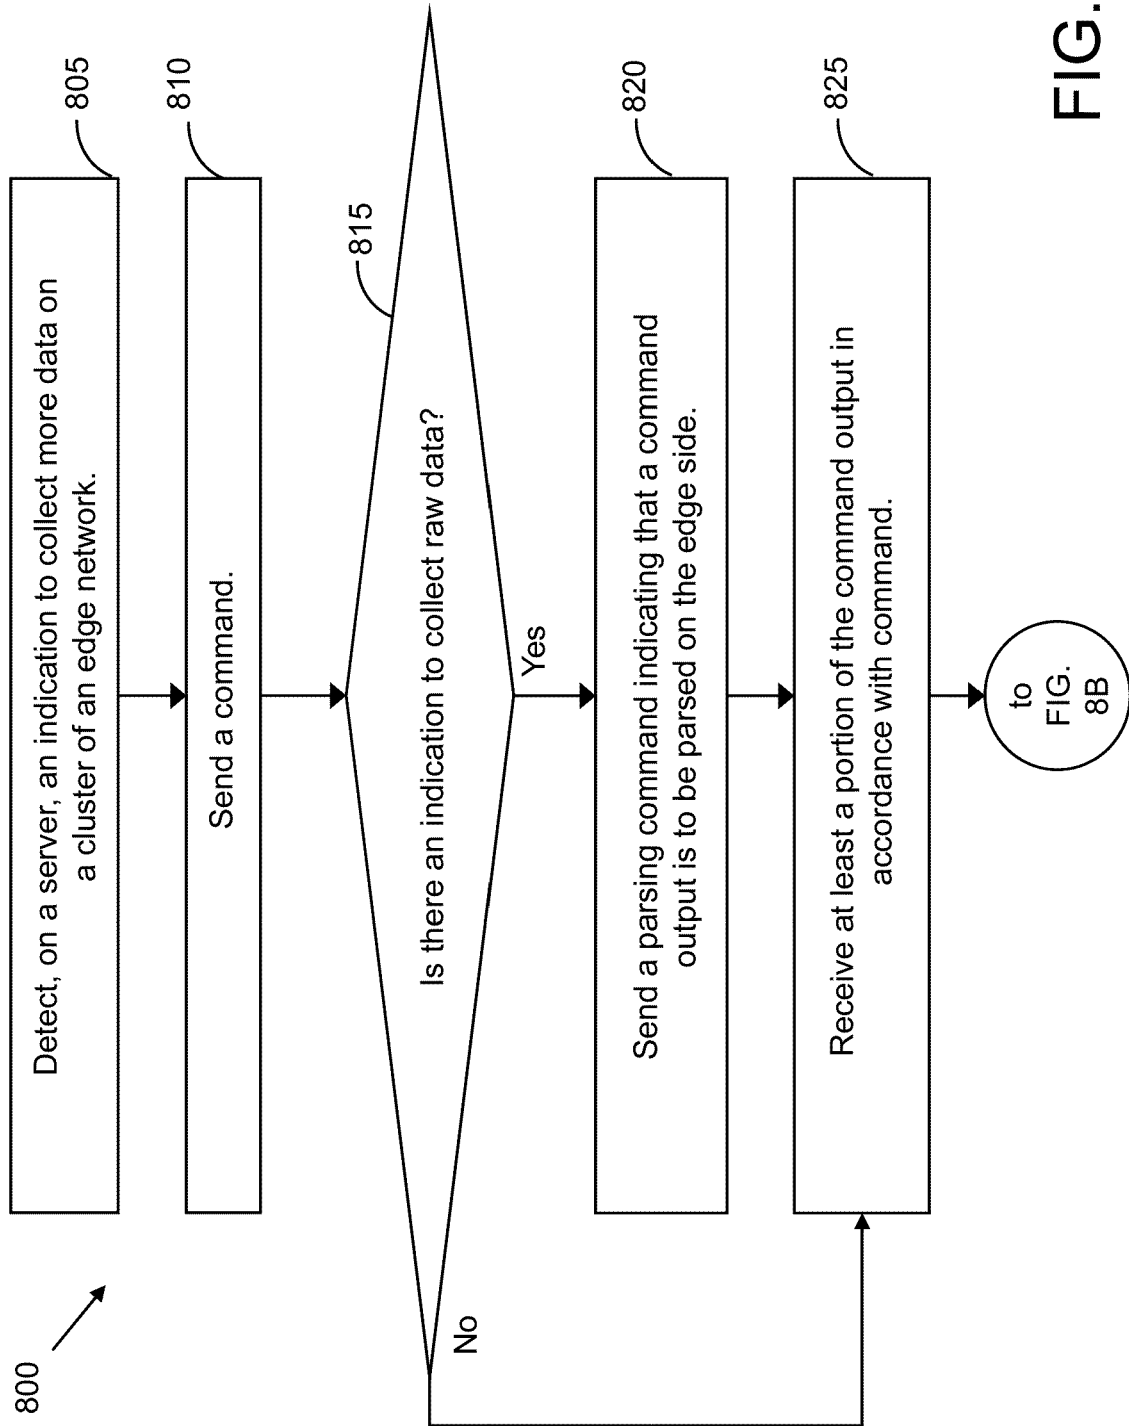 800
805
Detect, on a server, an indication to collect more data on
a cluster of an edge network.
810
Send a command.
815
Is there an indication to collect raw data?
No
Yes
820
Send a parsing command indicating that a command
output is to be parsed on the edge side.
825
Receive at least a portion of the command output in
accordance with command.
to
FIG.
8B
FIG.